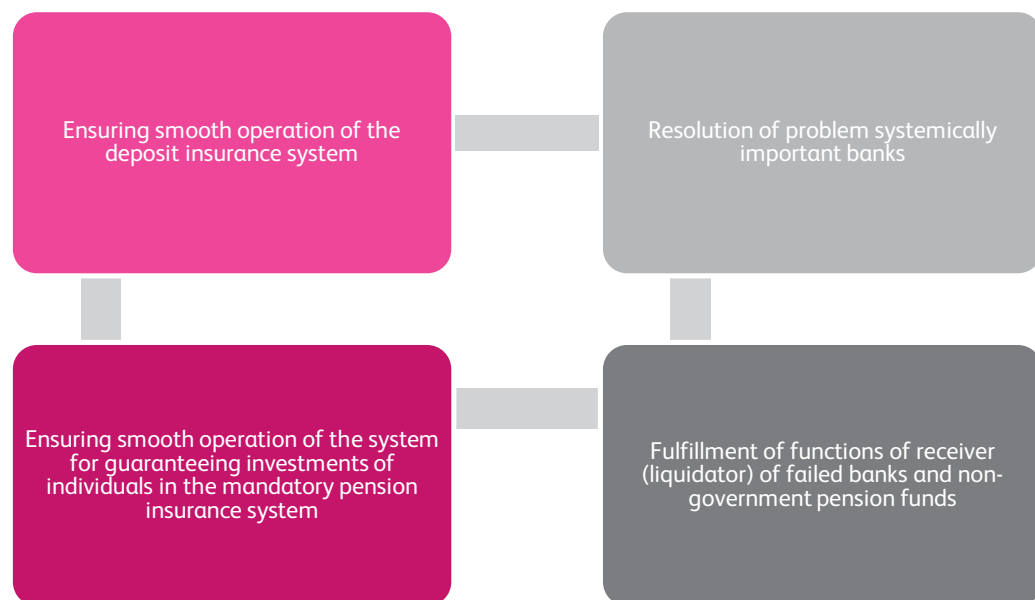 Ensuring smooth operation of the
deposit insurance system
Resolution of problem systemically
important banks
Ensuring smooth operation of the system
for guaranteeing investments of
individuals in the mandatory pension
insurance system
Fulfillment of functions of receiver
(liquidator) of failed banks and non-
government pension funds